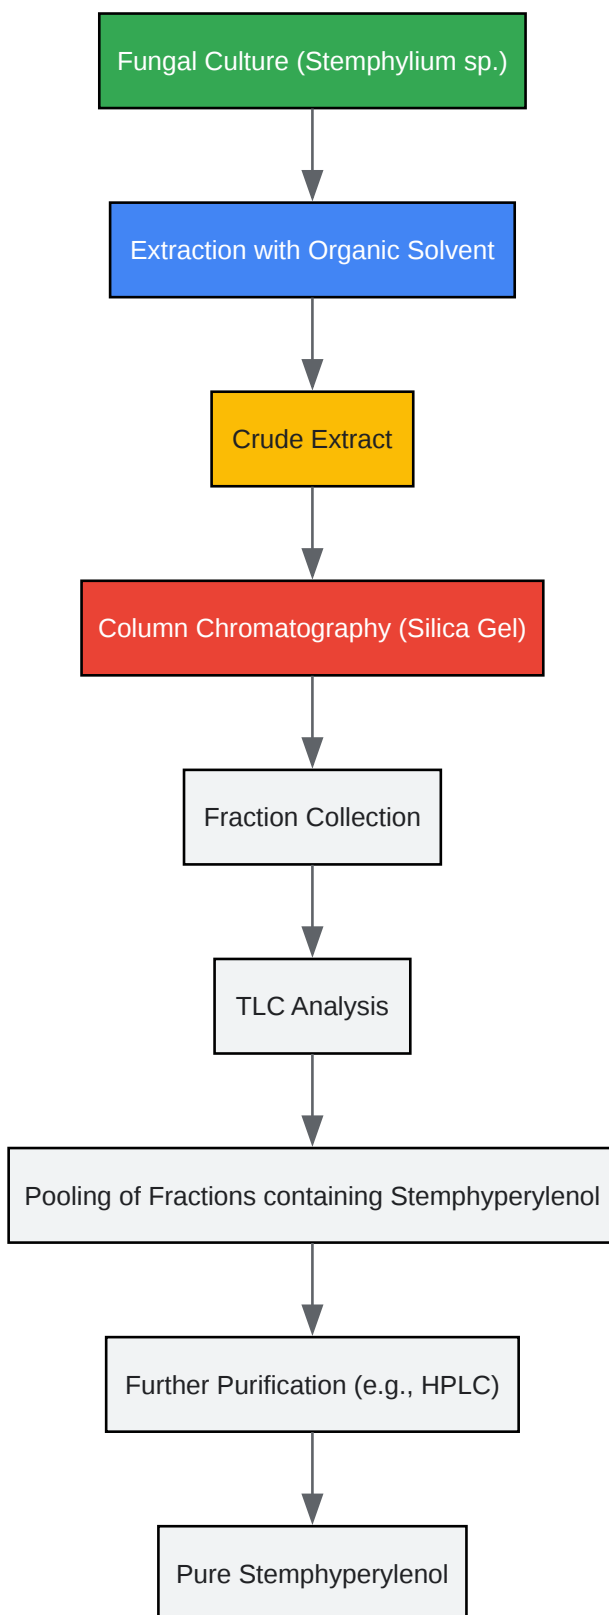 Fungal Culture (Stemphylium sp.)
Extraction with Organic Solvent
Crude Extract
Column Chromatography (Silica Gel)
Fraction Collection
TLC Analysis
Pooling of Fractions containing Stemphyperylenol
Further Purification (e.g., HPLC)
Pure Stemphyperylenol